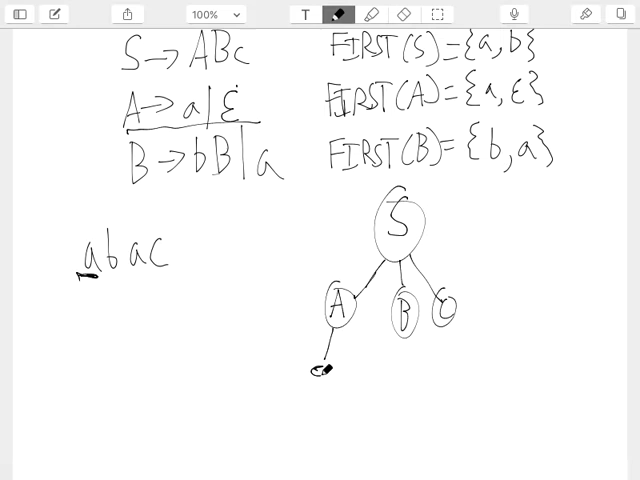 100%
T
S → ABc
FIRST(S) = {a, b}
A → a | ε
FIRST(A) = {a, ε}
B → bB | a
FIRST(B) = {b, a}
S
abac
A
B
C